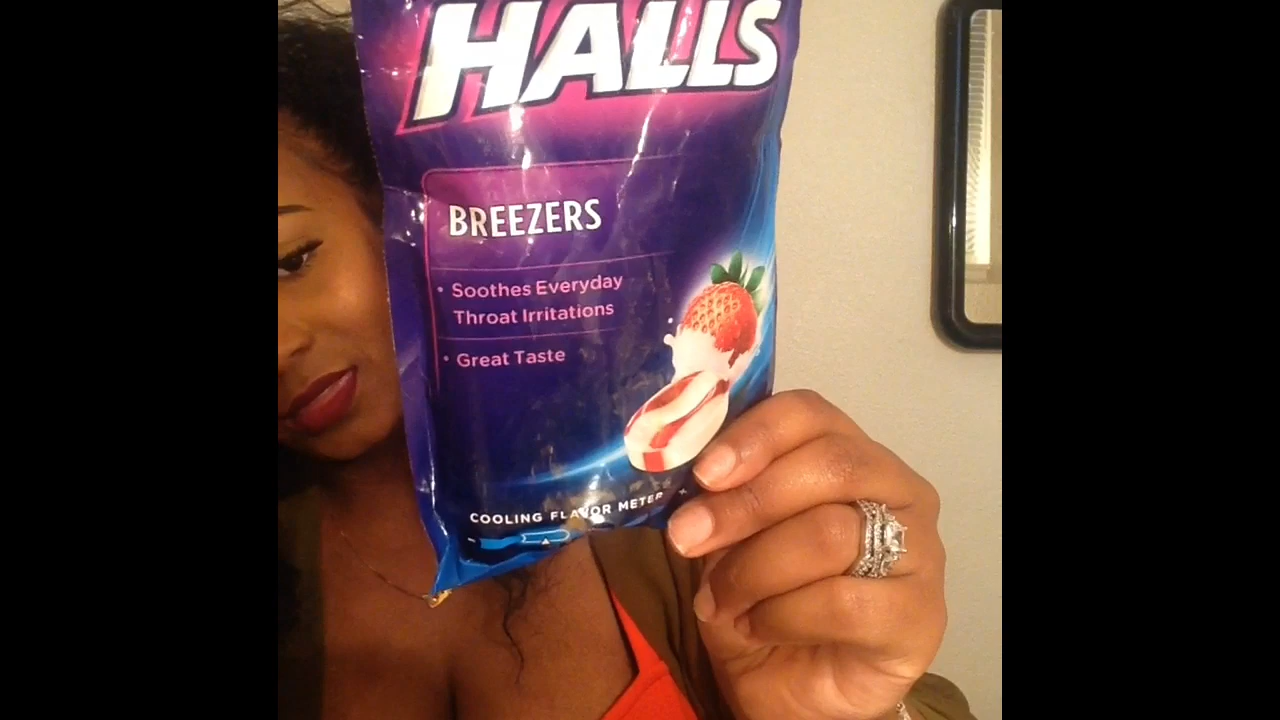 HALLS
BREEZERS
• Soothes Everyday
Throat Irritations
• Great Taste
COOLING FLAVOR METER
- +